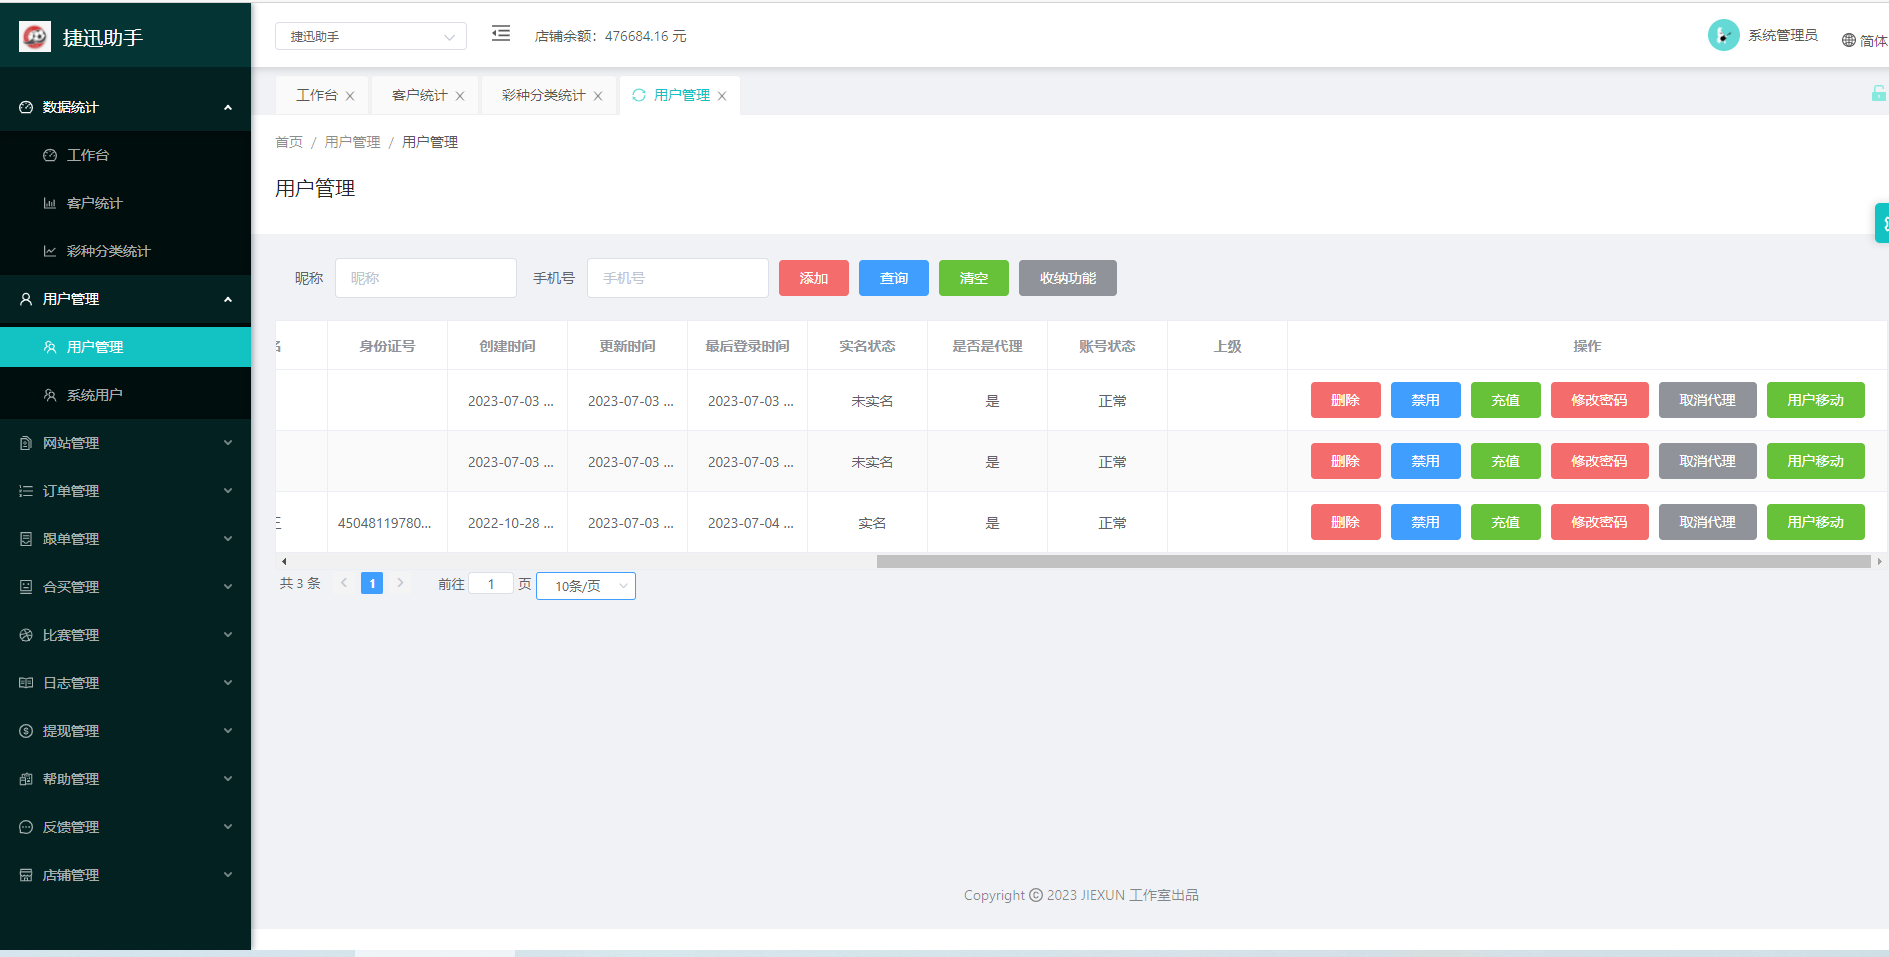 捷迅助手
捷迅助手
店铺余额：476684.16 元
系统管理员
简体
工作台
客户统计
彩种分类统计
用户管理
首页 / 用户管理 / 用户管理
用户管理
数据统计
工作台
客户统计
彩种分类统计
用户管理
用户管理
系统用户
网站管理
订单管理
跟单管理
合买管理
比赛管理
日志管理
提现管理
帮助管理
反馈管理
店铺管理
昵称 昵称 手机号 手机号 添加 查询 清空 收纳功能
身份证号 创建时间 更新时间 最后登录时间 实名状态 是否是代理 账号状态 上级 操作
2023-07-03 ... 2023-07-03 ... 2023-07-03 ... 未实名 是 正常 删除 禁用 充值 修改密码 取消代理 用户移动
2023-07-03 ... 2023-07-03 ... 2023-07-03 ... 未实名 是 正常 删除 禁用 充值 修改密码 取消代理 用户移动
45048119780... 2022-10-28 ... 2023-07-03 ... 2023-07-04 ... 实名 是 正常 删除 禁用 充值 修改密码 取消代理 用户移动
共 3 条 1 前往 1 页 10条/页
Copyright © 2023 JIEXUN 工作室出品